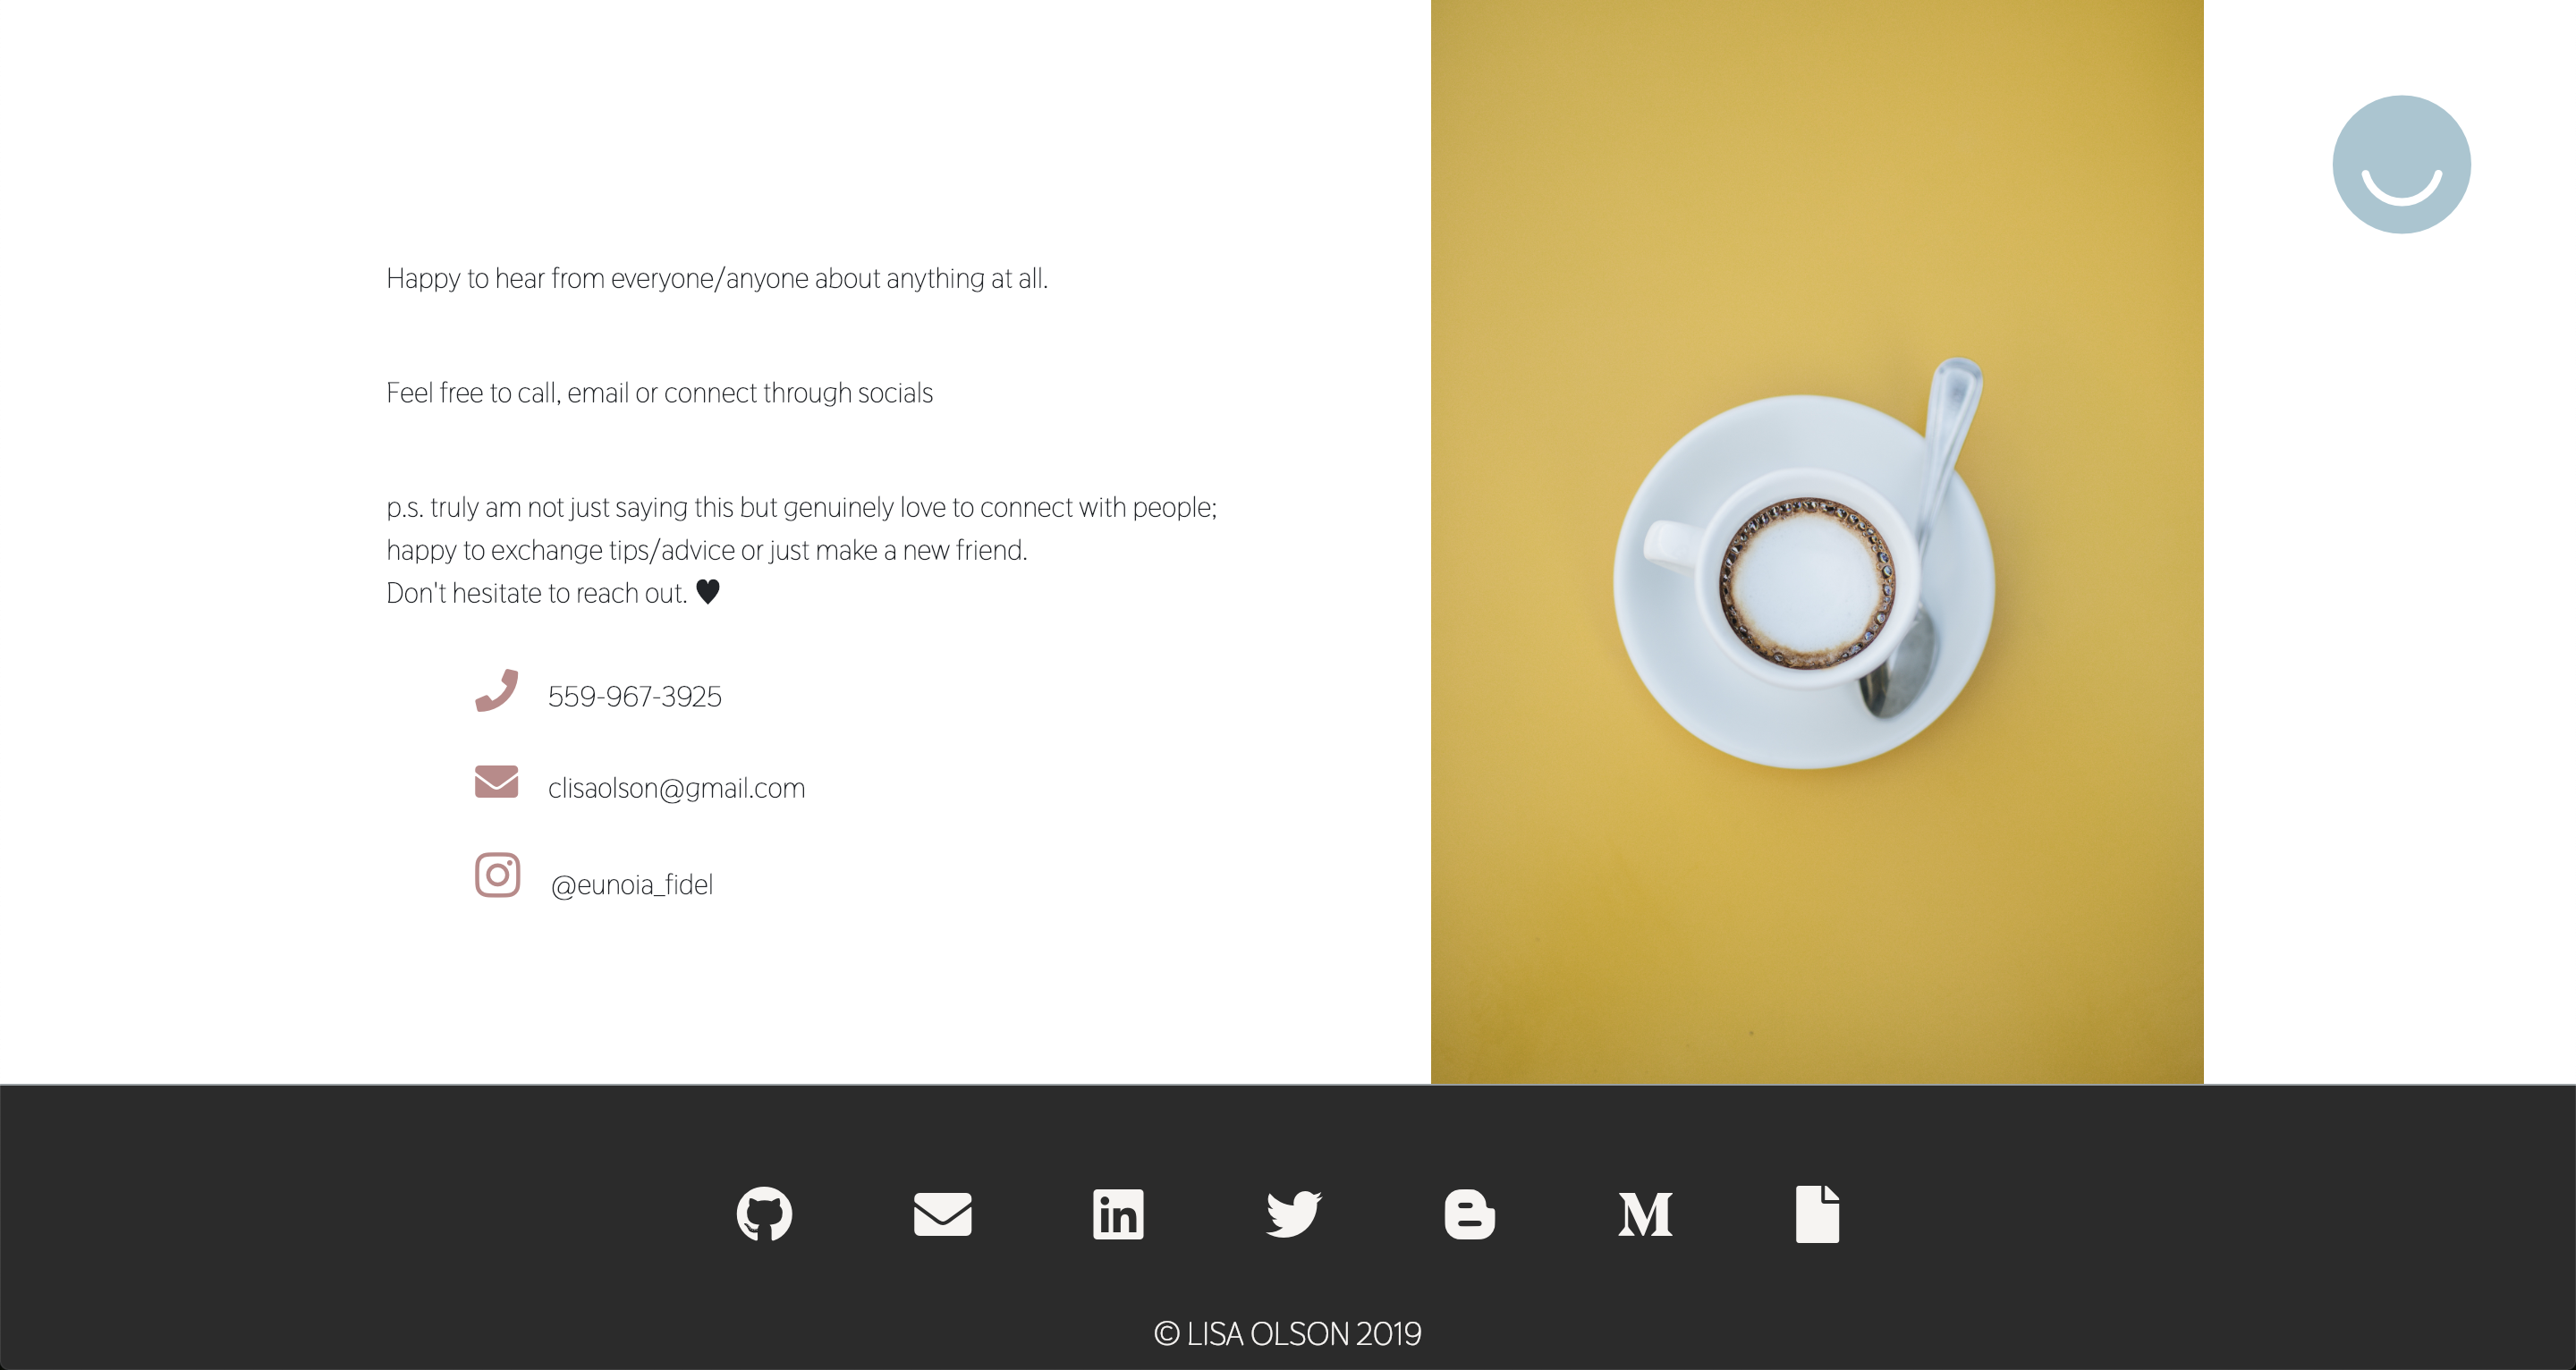 Happy to hear from everyone/anyone about anything at all.
Feel free to call, email or connect through socials
p.s. truly am not just saying this but genuinely love to connect with people;
happy to exchange tips/advice or just make a new friend.
Don't hesitate to reach out. ♥
559-967-3925
clisaolson@gmail.com
@eunoia_fidel
© LISA OLSON 2019